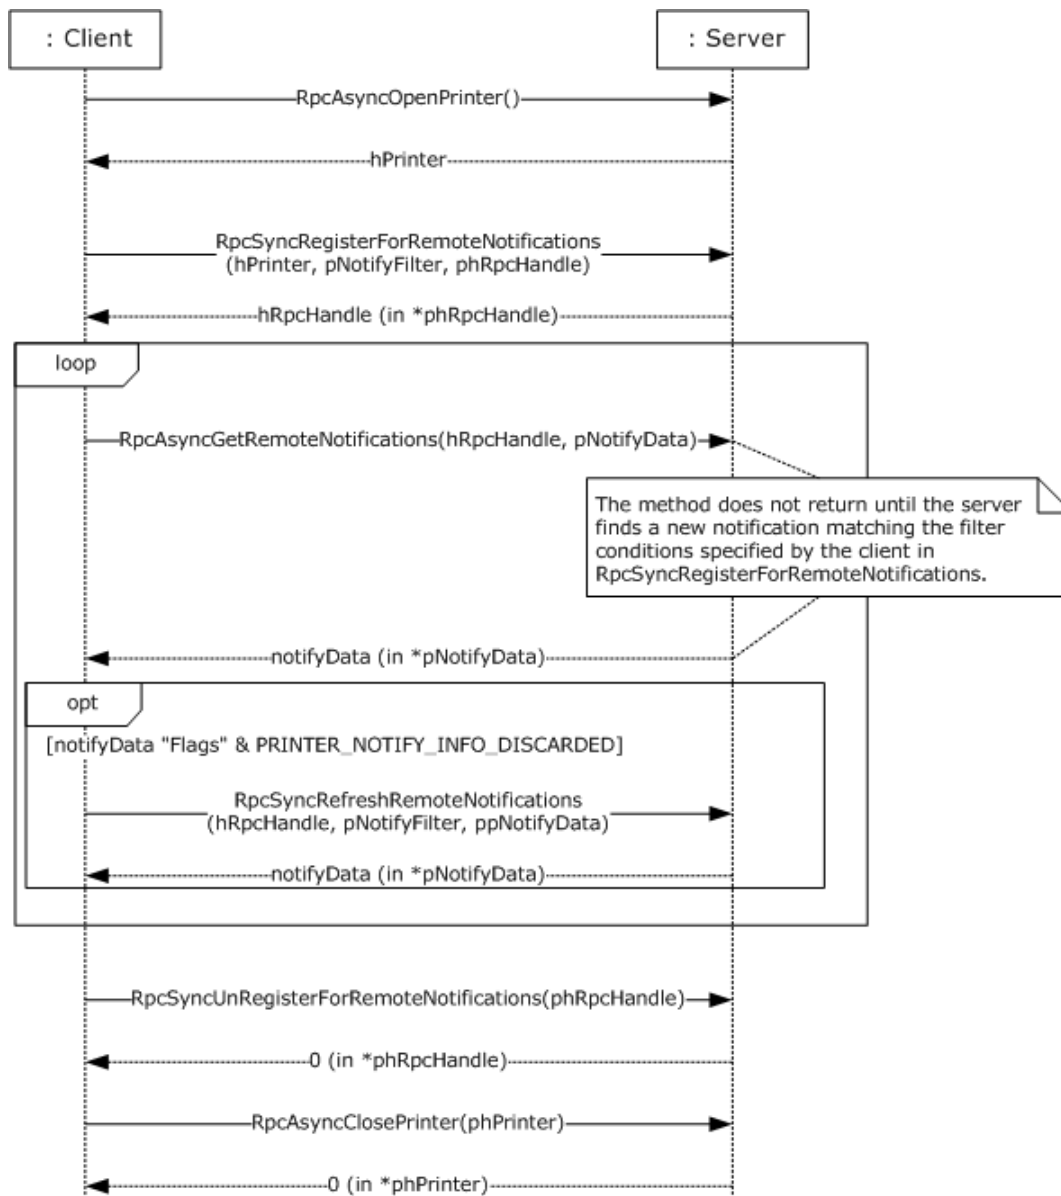 : Client
: Server
RpcAsyncOpenPrinter()
hPrinter
RpcSyncRegisterForRemoteNotifications
(hPrinter, pNotifyFilter, phRpcHandle)
hRpcHandle (in *phRpcHandle)
loop
RpcAsyncGetRemoteNotifications(hRpcHandle, pNotifyData)
The method does not return until the server
finds a new notification matching the filter
conditions specified by the client in
RpcSyncRegisterForRemoteNotifications.
notifyData (in *pNotifyData)
opt
[notifyData "Flags" & PRINTER_NOTIFY_INFO_DISCARDED]
RpcSyncRefreshRemoteNotifications
(hRpcHandle, pNotifyFilter, ppNotifyData)
notifyData (in *pNotifyData)
RpcSyncUnRegisterForRemoteNotifications(phRpcHandle)
0 (in *phRpcHandle)
RpcAsyncClosePrinter(phPrinter)
0 (in *phPrinter)